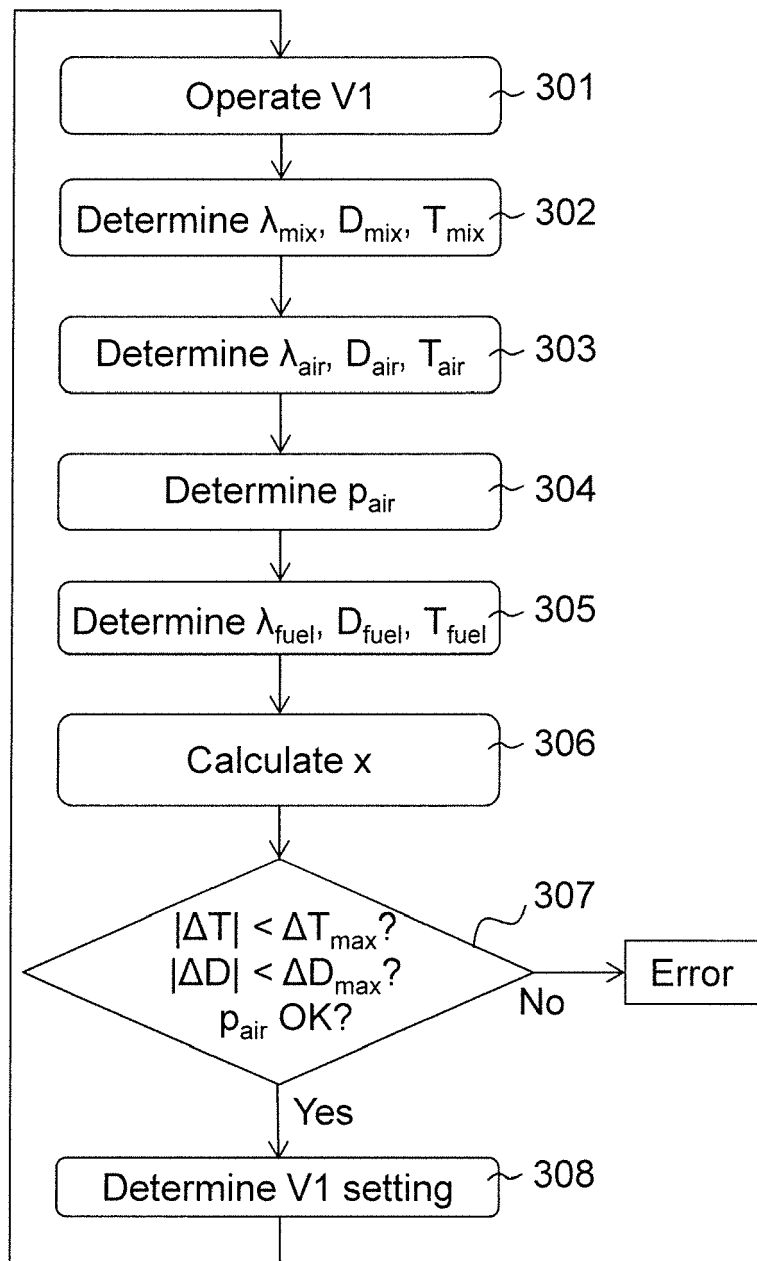 Operate V1 301
Determine λmix, Dmix, Tmix 302
Determine λair, Dair, Tair 303
Determine pair 304
Determine λfuel, Dfuel, Tfuel 305
Calculate x 306
307
|ΔT| < ΔTmax?
|ΔD| < ΔDmax?
pair OK?
No
Error
Yes
Determine V1 setting 308